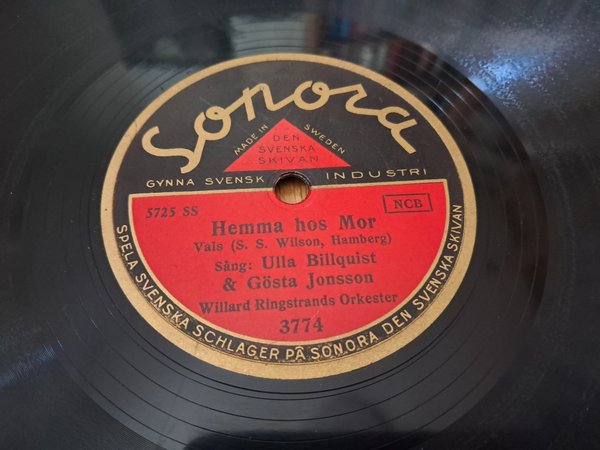 Sonora
MADE IN SWEDEN
DEN
SVENSKA
SKIVAN
GYNNA SVENSK INDUSTRI
5725 SS
NCB
Hemma hos Mor
Vals (S. S. Wilson, Hamberg)
Sång: Ulla Billquist
& Gösta Jonsson
Willard Ringstrands Orkester
3774
SPELA SVENSKA SCHLAGER PÅ SONORA DEN SVENSKA SKIVAN